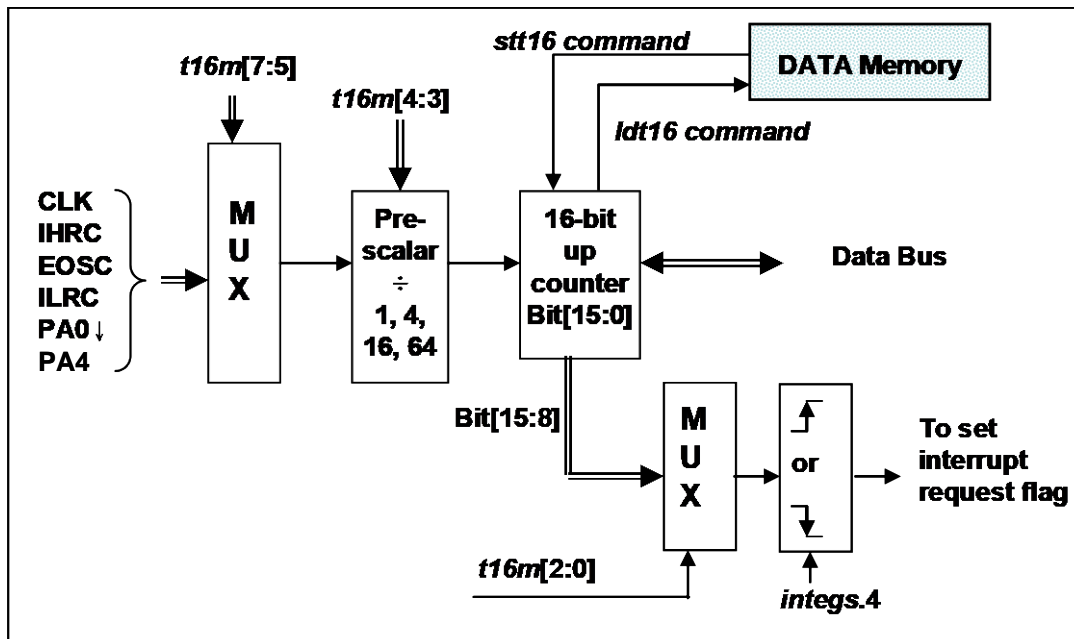 stt16 command
DATA Memory
t16m[7:5]
t16m[4:3]
ldt16 command
CLK
IHRC
EOSC
ILRC
PA0↓
PA4
M
U
X
Pre-
scalar
÷
1, 4,
16, 64
16-bit
up
counter
Bit[15:0]
Data Bus
Bit[15:8]
M
U
X
or
To set
interrupt
request flag
t16m[2:0]
integs.4